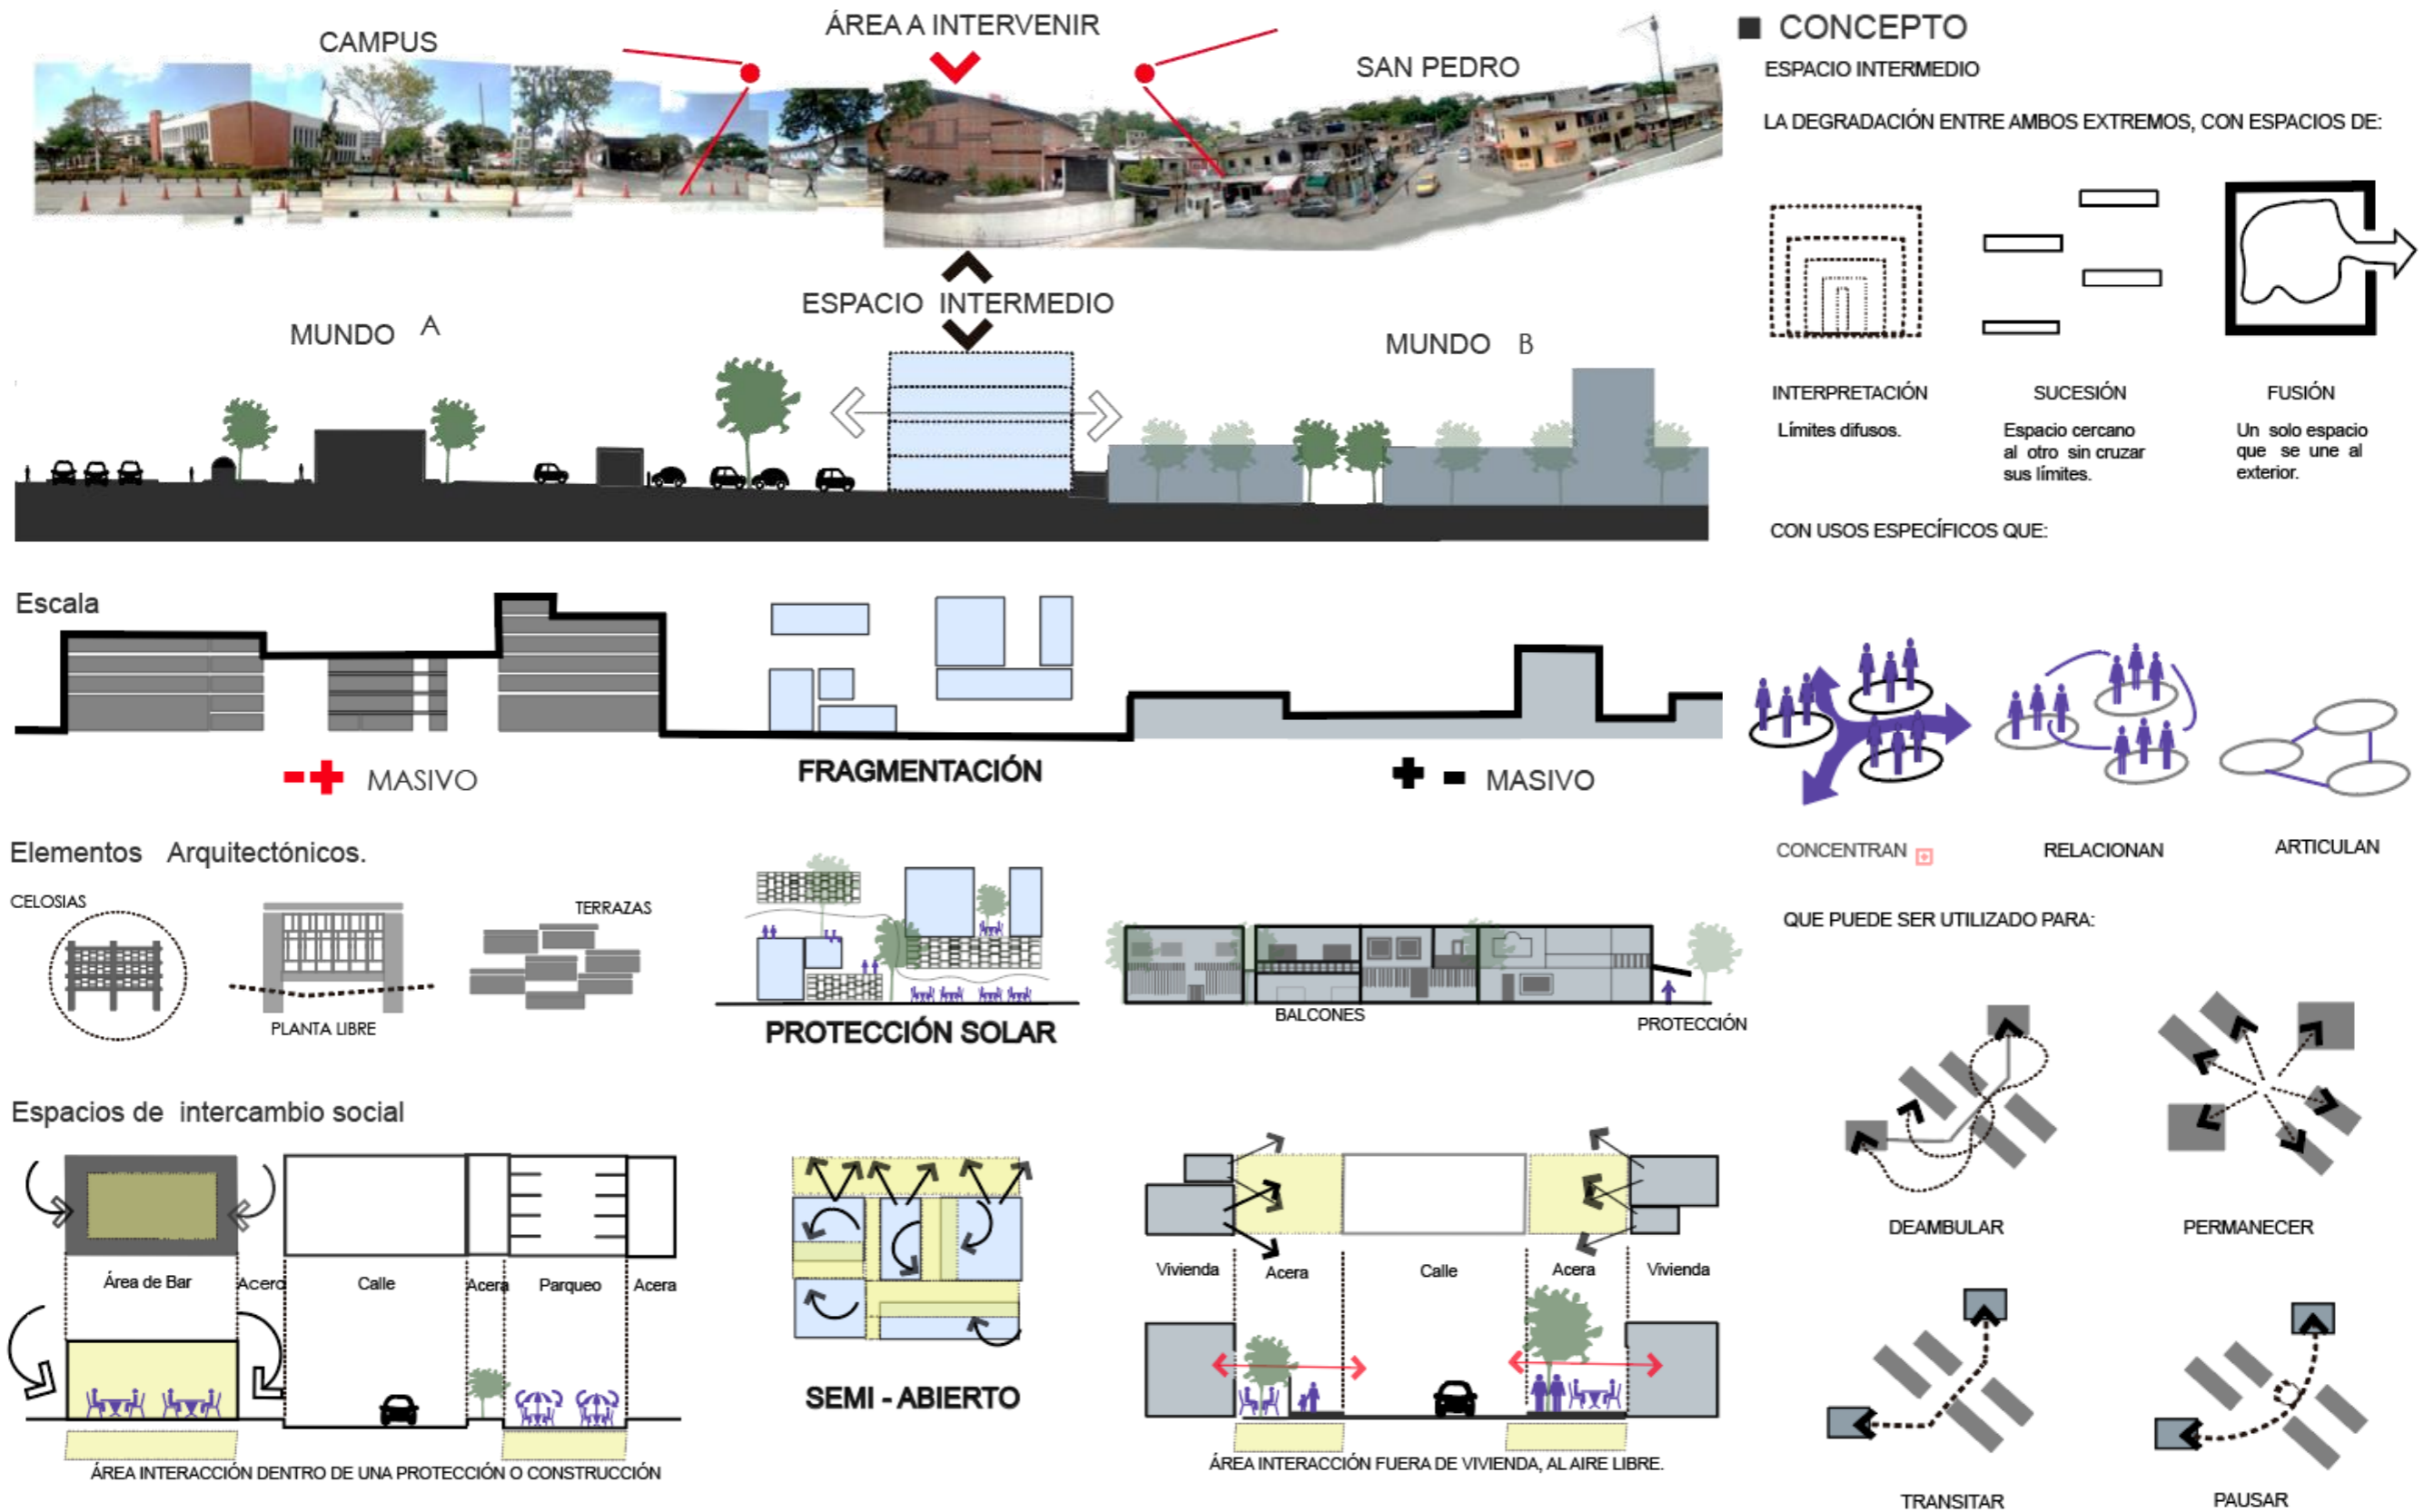 CAMPUS
ÁREA A INTERVENIR
SAN PEDRO
ESPACIO INTERMEDIO
MUNDO A
MUNDO B
CONCEPTO
ESPACIO INTERMEDIO
LA DEGRADACIÓN ENTRE AMBOS EXTREMOS, CON ESPACIOS DE:
INTERPRETACIÓN
Límites difusos.
SUCESIÓN
Espacio cercano
al otro sin cruzar
sus límites.
FUSIÓN
Un solo espacio
que se une al
exterior.
CON USOS ESPECÍFICOS QUE:
CONCENTRAN
RELACIONAN
ARTICULAN
QUE PUEDE SER UTILIZADO PARA:
DEAMBULAR
PERMANECER
TRANSITAR
PAUSAR
Escala
-+ MASIVO
FRAGMENTACIÓN
+ - MASIVO
Elementos Arquitectónicos.
CELOSIAS
PLANTA LIBRE
TERRAZAS
PROTECCIÓN SOLAR
BALCONES
PROTECCIÓN
Espacios de intercambio social
Área de Bar
Acera
Calle
Acera
Parqueo
Acera
ÁREA INTERACCIÓN DENTRO DE UNA PROTECCIÓN O CONSTRUCCIÓN
SEMI - ABIERTO
Vivienda
Acera
Calle
Acera
Vivienda
ÁREA INTERACCIÓN FUERA DE VIVIENDA, AL AIRE LIBRE.